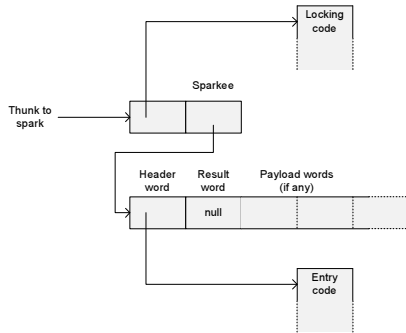 Locking
code
Sparkee
Thunk to
spark
Header
word
Result
word
Payload words
(if any)
null
Entry
code